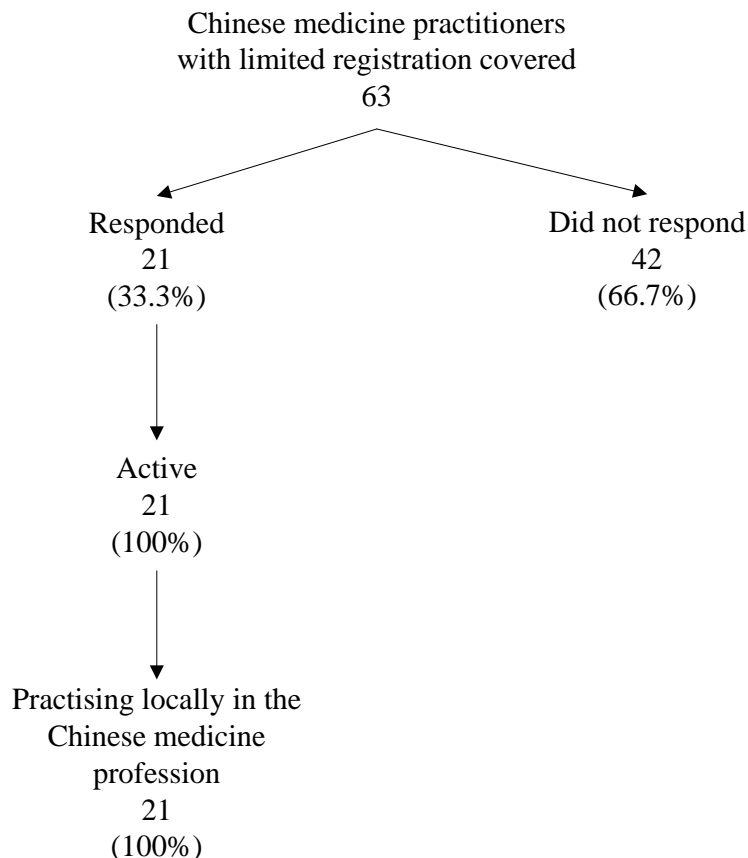 Chinese medicine practitioners
with limited registration covered
63
Responded
21
(33.3%)
Did not respond
42
(66.7%)
Active
21
(100%)
Practising locally in the
Chinese medicine
profession
21
(100%)